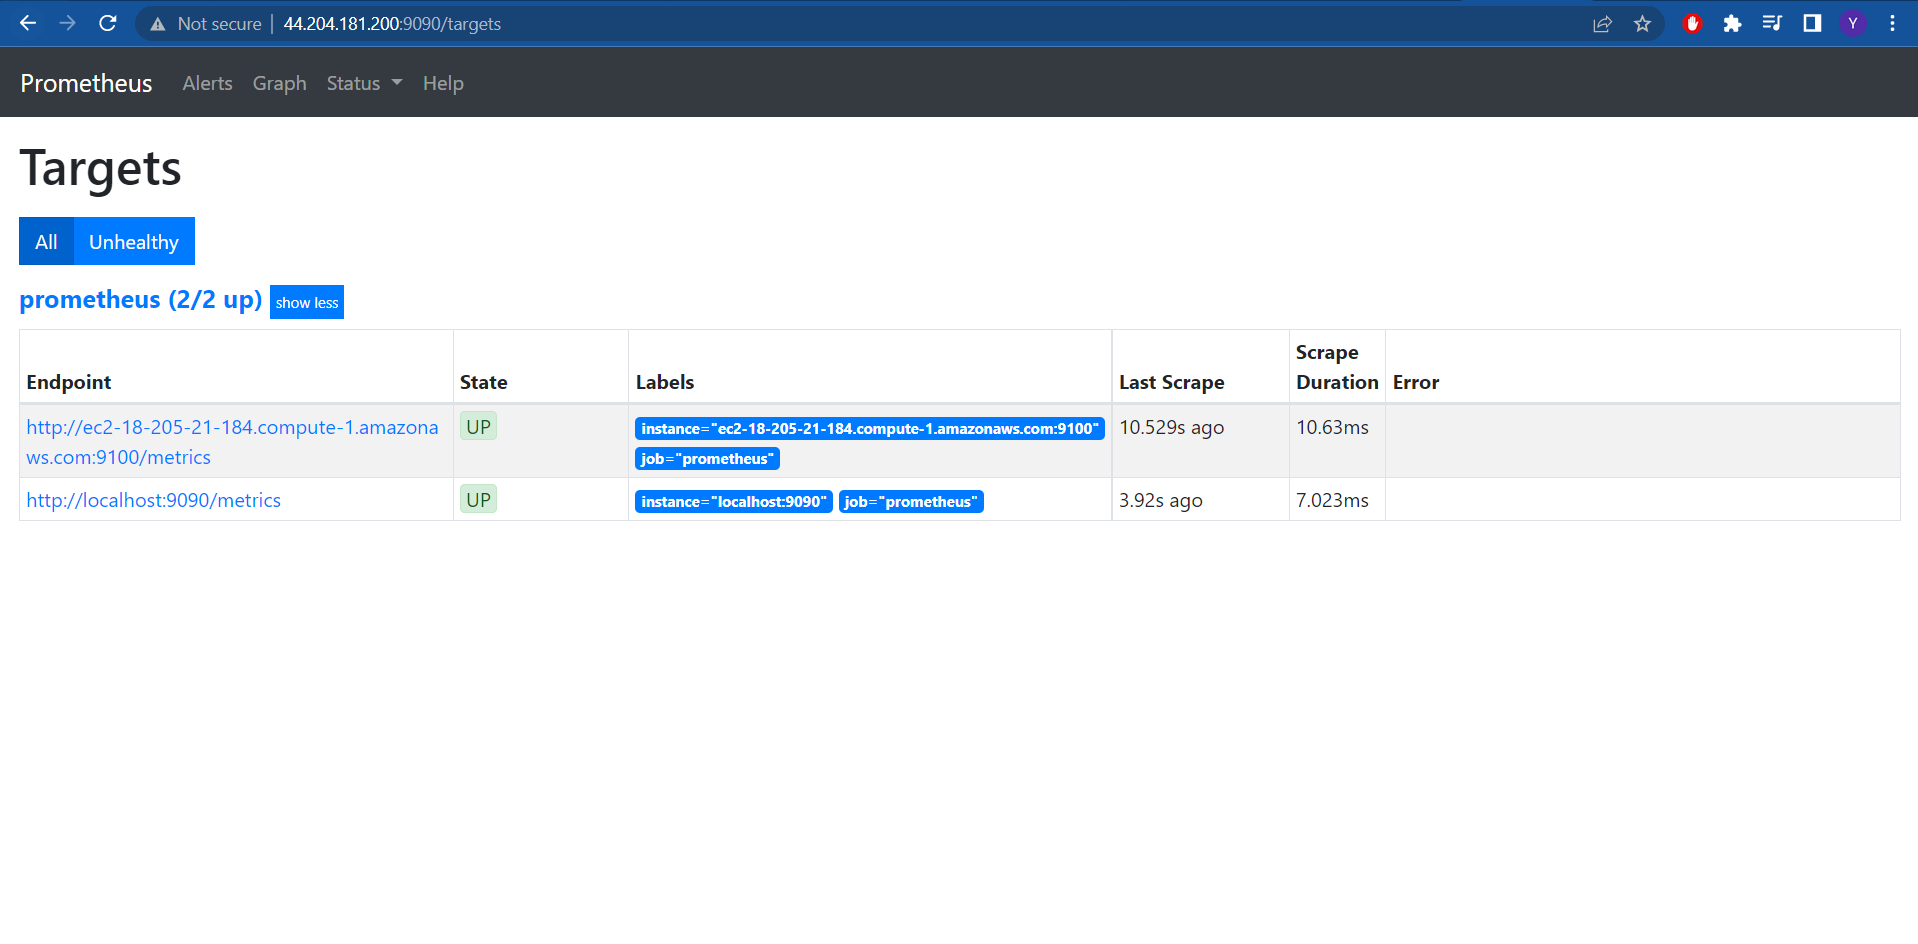 Not secure | 44.204.181.200:9090/targets
Y
Prometheus Alerts Graph Status Help
Targets
All Unhealthy
prometheus (2/2 up) show less
Endpoint State Labels Last Scrape Scrape Duration Error
http://ec2-18-205-21-184.compute-1.amazona
ws.com:9100/metrics
UP
instance="ec2-18-205-21-184.compute-1.amazonaws.com:9100"
job="prometheus"
10.529s ago 10.63ms
http://localhost:9090/metrics UP instance="localhost:9090" job="prometheus" 3.92s ago 7.023ms